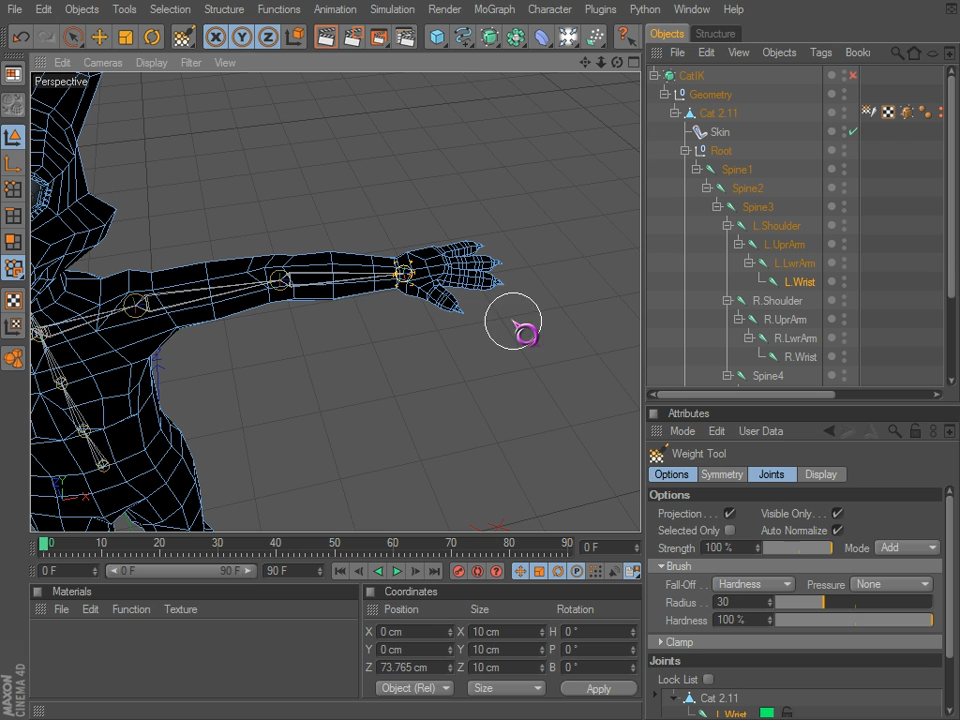 File Edit Objects Tools Selection Structure Functions Animation Simulation Render MoGraph Character Plugins Python Window Help
X Y Z
Objects Structure
Edit Cameras Display Filter View
File Edit View Objects Tags Booki
Perspective
CatIK
Geometry
Cat 2.11
Skin
Root
Spine1
Spine2
Spine3
L.Shoulder
L.UprArm
L.LwrArm
L.Wrist
R.Shoulder
R.UprArm
R.LwrArm
R.Wrist
Spine4
Attributes
Mode Edit User Data
Weight Tool
Options Symmetry Joints Display
Options
Projection . . . Visible Only . . .
Selected Only Auto Normalize
Strength 100 % Mode Add
Brush
Fall-Off . Hardness Pressure None
Radius . . 30
Hardness 100 %
Clamp
Joints
Lock List
Cat 2.11
L.Wrist
0 10 20 30 40 50 60 70 80 90 0 F
0 F 0 F 90 F 90 F
Materials
File Edit Function Texture
Coordinates
Position Size Rotation
X 0 cm X 10 cm H 0 °
Y 0 cm Y 10 cm P 0 °
Z 73.765 cm Z 10 cm B 0 °
Object (Rel) Size Apply
MAXON
CINEMA 4D